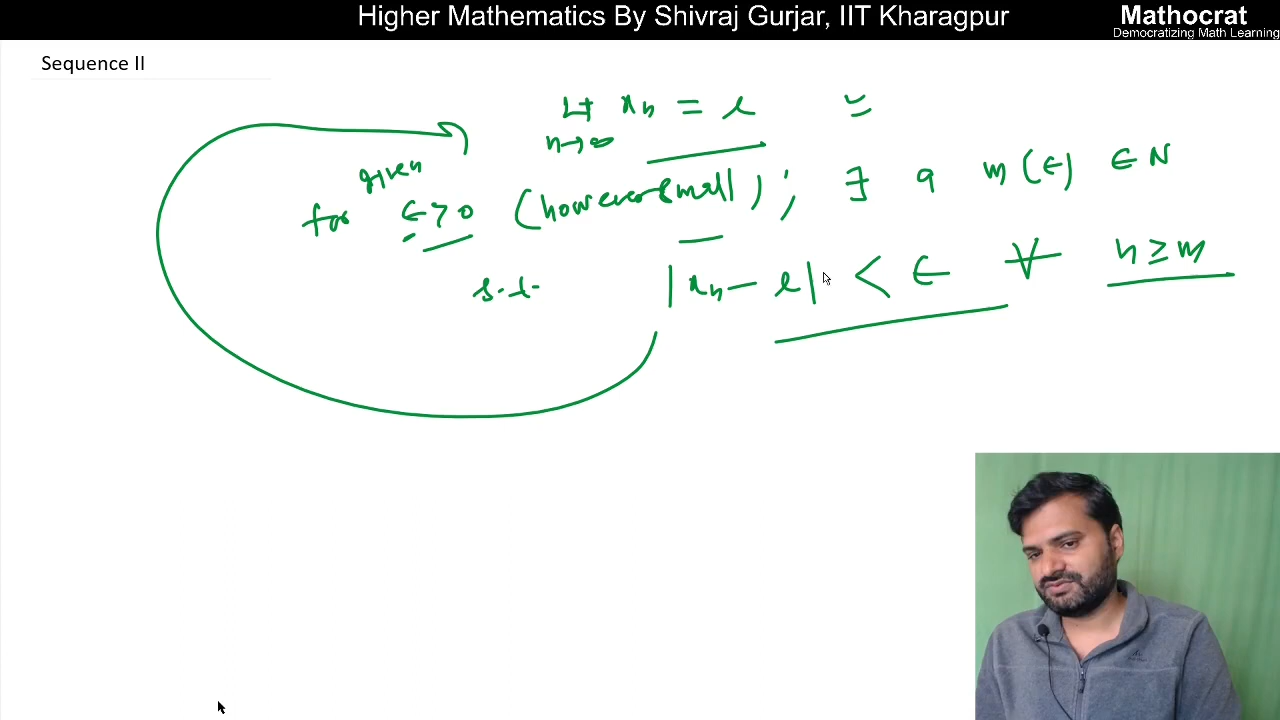 Higher Mathematics By Shivraj Gurjar, IIT Kharagpur
Mathocrat
Democratizing Math Learning
Sequence II
Lt xn = l
n→∞
given
for ϵ > 0 (however small) ; ∃ a m(ϵ) ∈ N
s.t. |xn - l| < ϵ ∀ n ≥ m